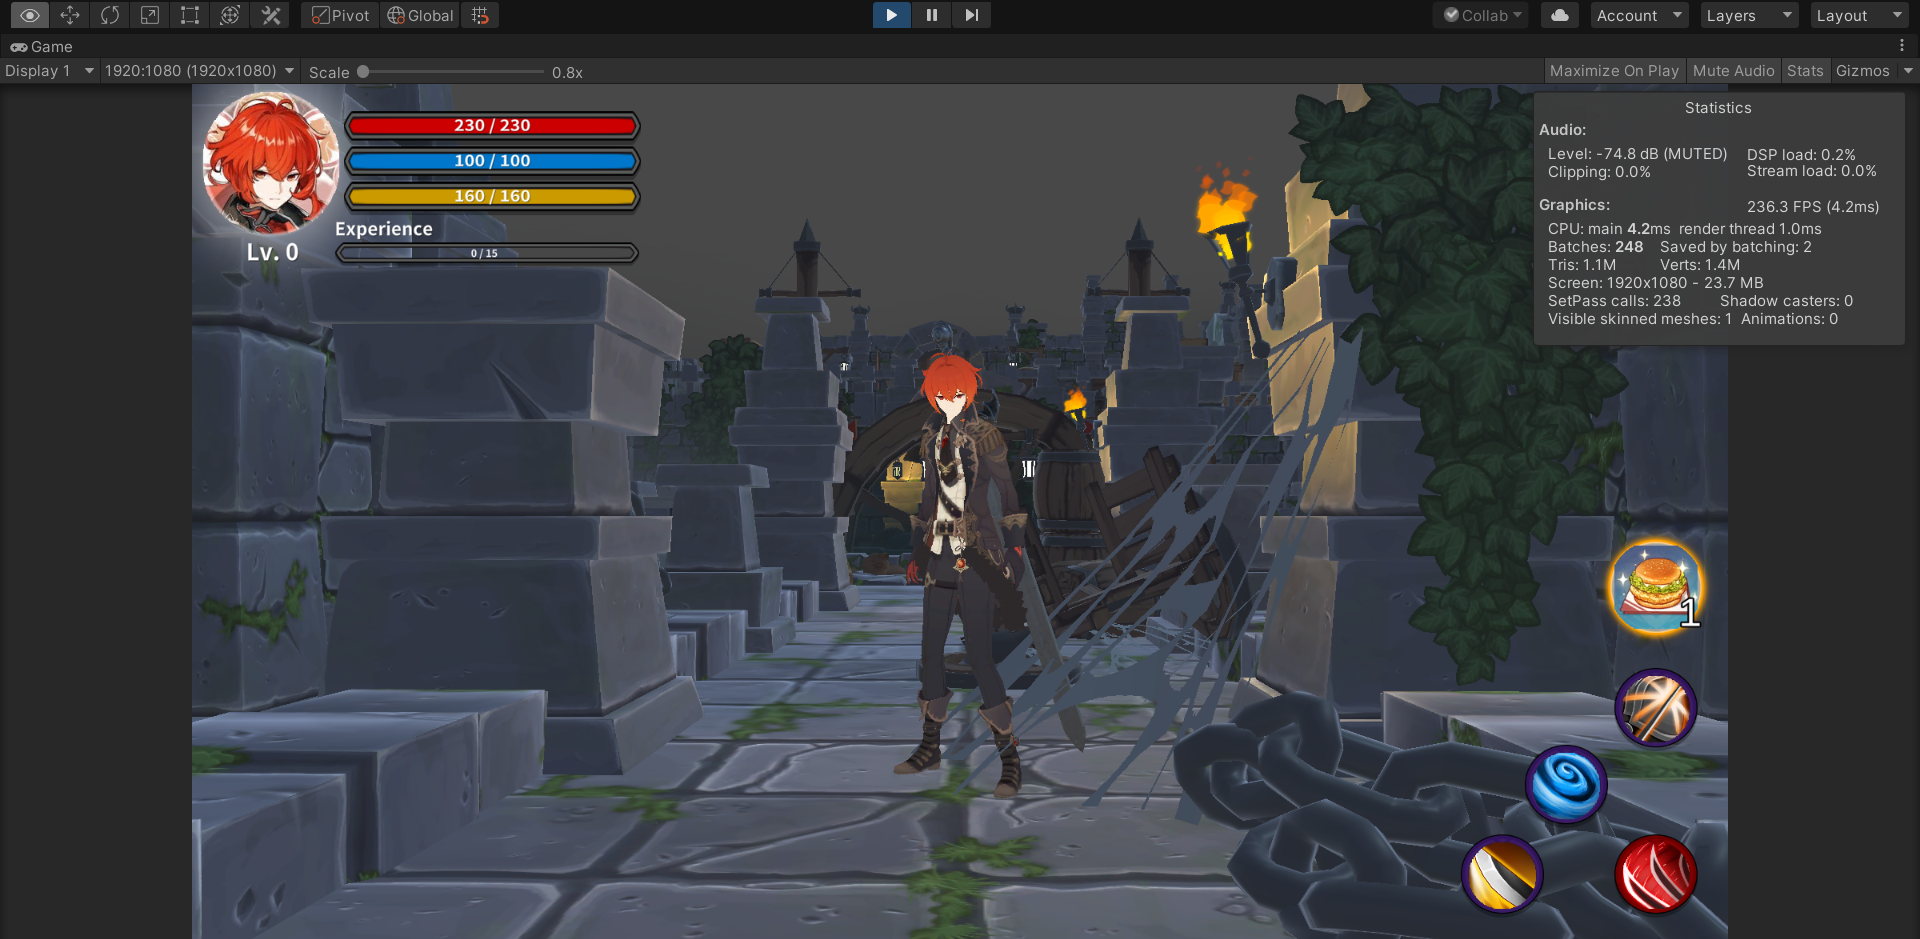 Pivot Global Collab Account Layers Layout
Game
Display 1 1920:1080 (1920x1080) Scale 0.8x Maximize On Play Mute Audio Stats Gizmos
230 / 230
100 / 100
160 / 160
Experience
Lv. 0
0 / 15
Statistics
Audio:
Level: -74.8 dB (MUTED) DSP load: 0.2%
Clipping: 0.0% Stream load: 0.0%
Graphics: 236.3 FPS (4.2ms)
CPU: main 4.2ms render thread 1.0ms
Batches: 248 Saved by batching: 2
Tris: 1.1M Verts: 1.4M
Screen: 1920x1080 - 23.7 MB
SetPass calls: 238 Shadow casters: 0
Visible skinned meshes: 1 Animations: 0
1